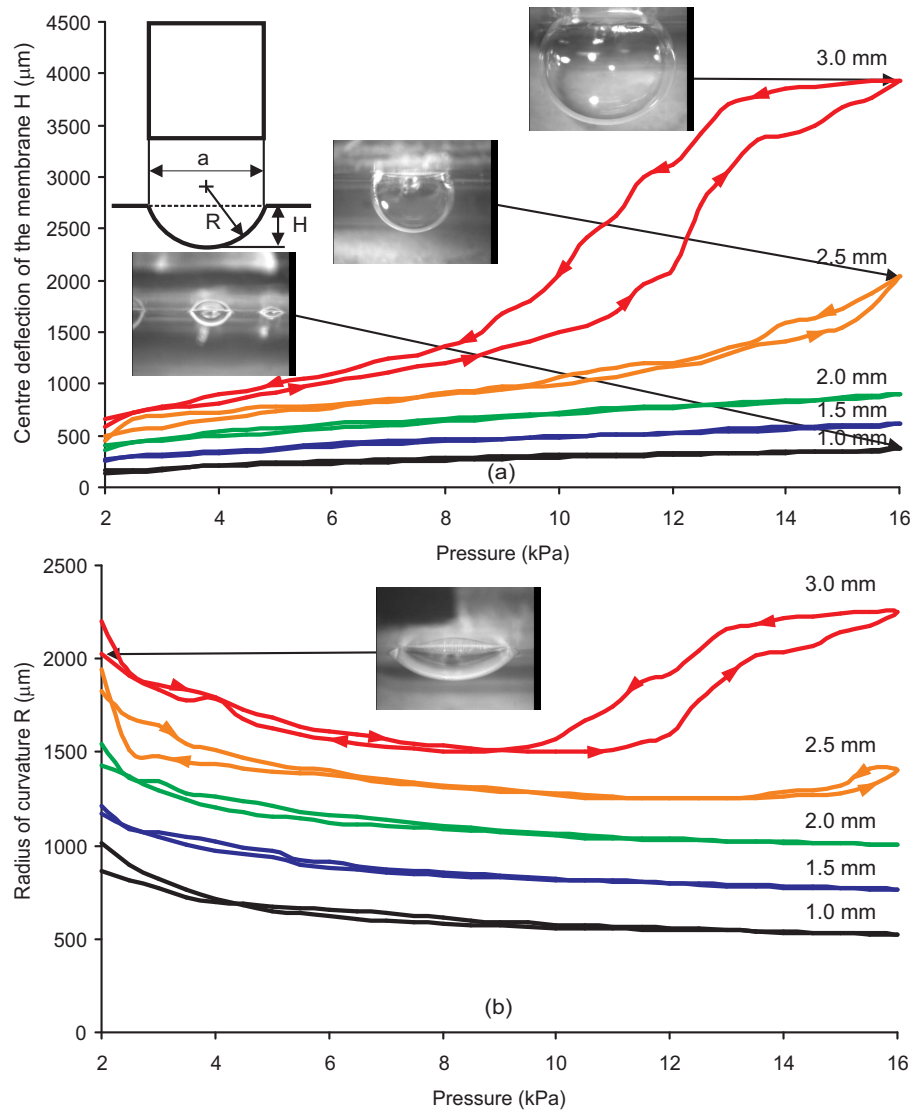 Centre deflection of the membrane H (μm)
4500
4000
3500
3000
2500
2000
1500
1000
500
0
a
R
H
3.0 mm
2.5 mm
2.0 mm
1.5 mm
1.0 mm
(a)
2 4 6 8 10 12 14 16
Pressure (kPa)
Radius of curvature R (μm)
2500
2000
1500
1000
500
0
3.0 mm
2.5 mm
2.0 mm
1.5 mm
1.0 mm
(b)
2 4 6 8 10 12 14 16
Pressure (kPa)